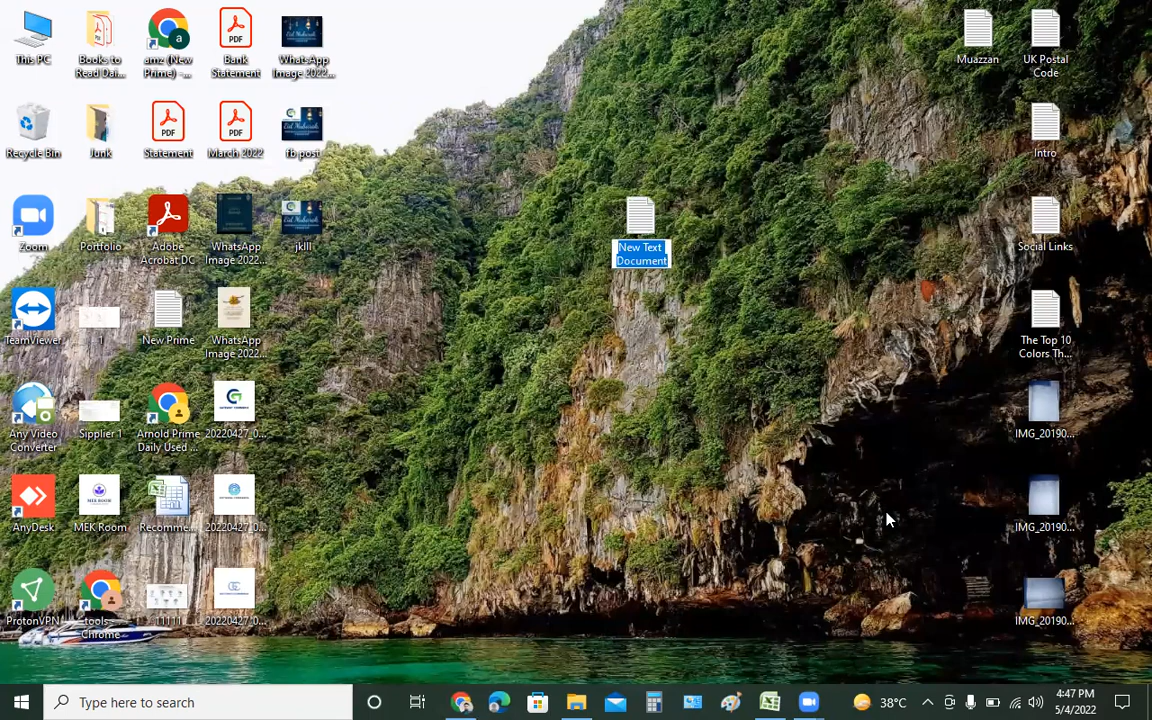 This PC
Books to
Read Dai...
amz (New
Prime) -...
Bank
Statement
WhatsApp
Image 2022...
Muazzan
UK Postal
Code
Recycle Bin
Junk
Statement
March 2022
fb post
Intro
Zoom
Portfolio
Adobe
Acrobat DC
WhatsApp
Image 2022...
jklll
New Text
Document
Social Links
TeamViewer
1
New Prime
WhatsApp
Image 2022...
The Top 10
Colors Th...
Any Video
Converter
Sipplier 1
Arnold Prime
Daily Used ...
20220427_0...
IMG_20190...
AnyDesk
MEK Room
Recomme...
20220427_0...
IMG_20190...
ProtonVPN
tools -
Chrome
11111
20220427_0...
IMG_20190...
Type here to search
38°C
4:47 PM
5/4/2022